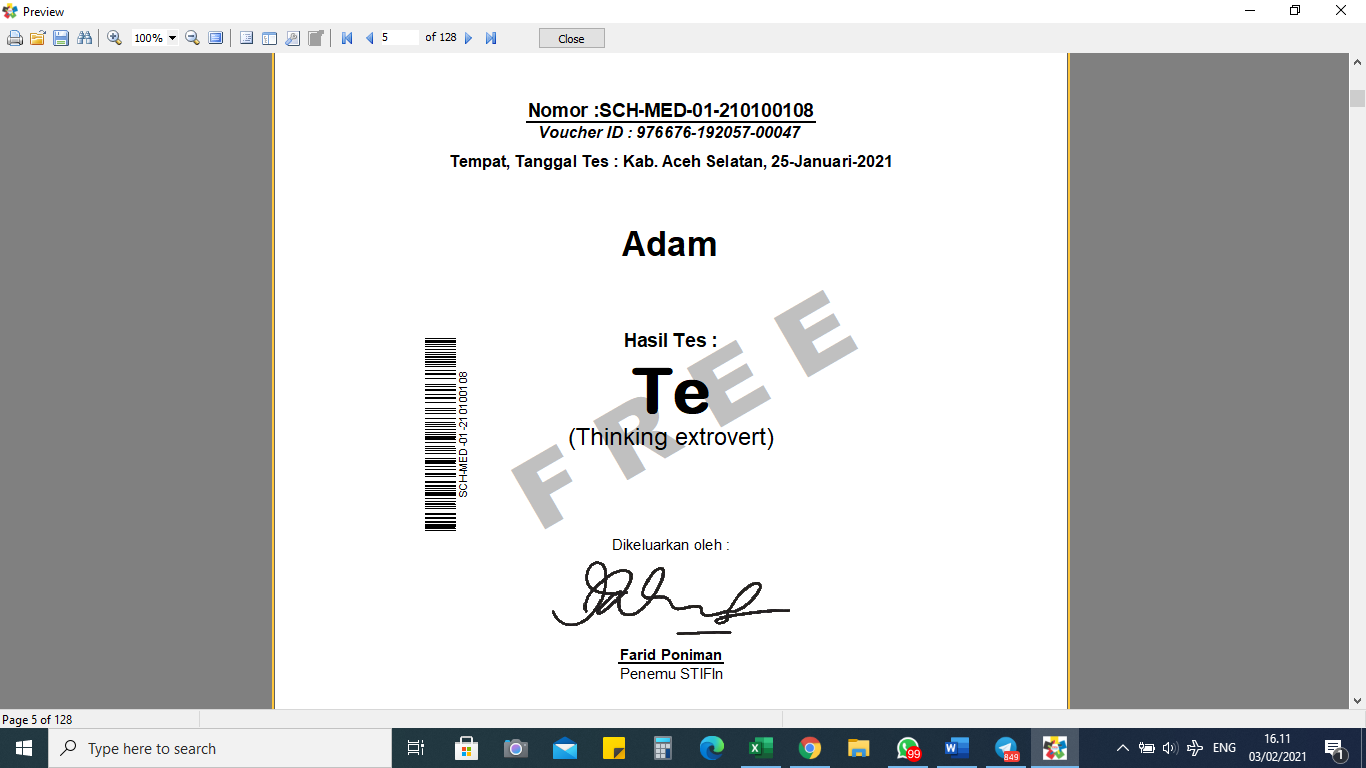 Preview
100%
5 of 128
Close
Nomor :SCH-MED-01-210100108
Voucher ID : 976676-192057-00047
Tempat, Tanggal Tes : Kab. Aceh Selatan, 25-Januari-2021
Adam
FREE
Hasil Tes :
Te
(Thinking extrovert)
SCH-MED-01-210100108
Dikeluarkan oleh :
Farid Poniman
Penemu STIFIn
Page 5 of 128
Type here to search
99
849
ENG
16.11
03/02/2021
1